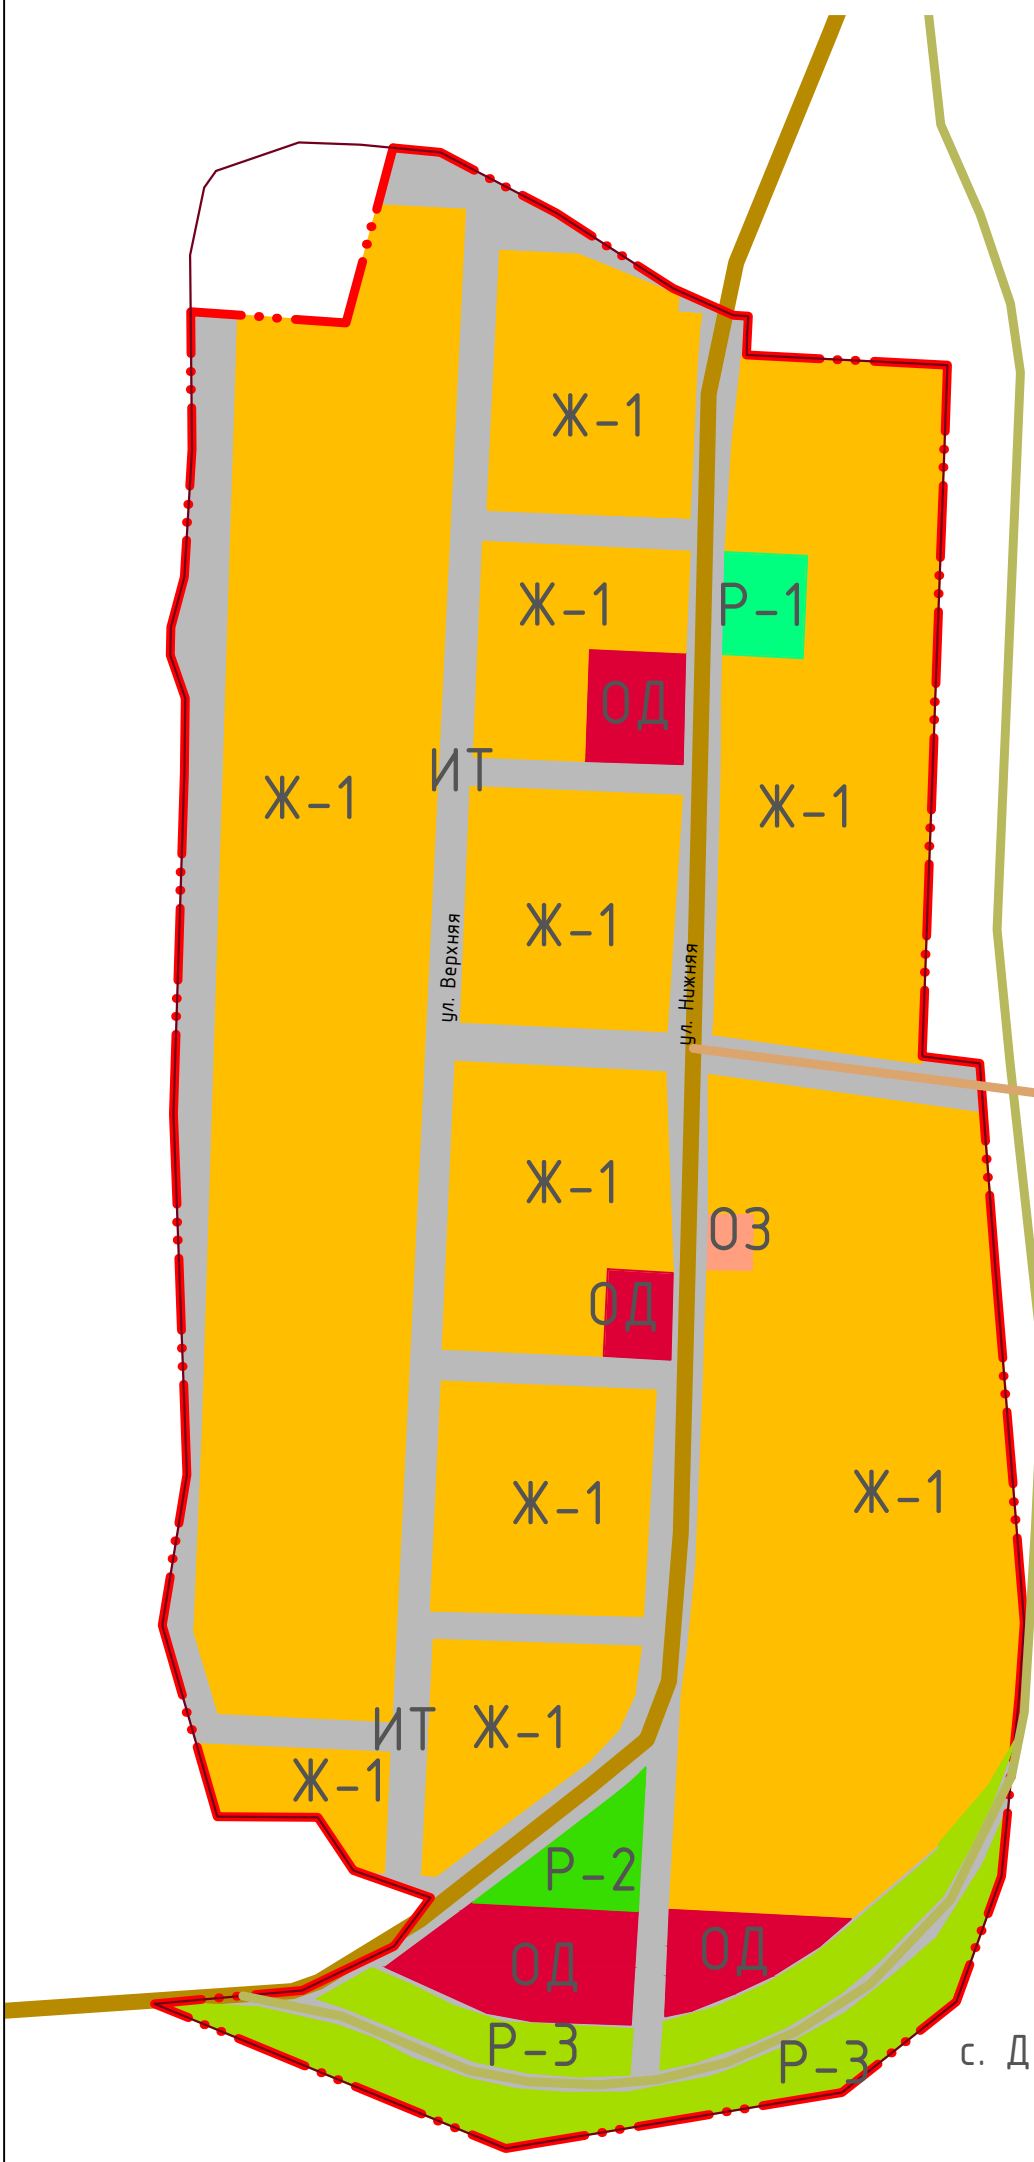 Ж-1
Ж-1
Р-1
ОД
ИТ
Ж-1
Ж-1
Ж-1
ул. Верхняя
ул. Нижняя
Ж-1
ОЗ
ОД
Ж-1
Ж-1
ИТ
Ж-1
Ж-1
Р-2
ОД
ОД
Р-3
Р-3
с. Д